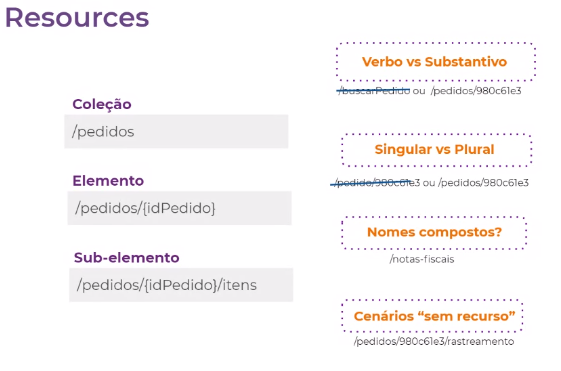 Resources
Coleção
/pedidos
Elemento
/pedidos/{idPedido}
Sub-elemento
/pedidos/{idPedido}/itens
Verbo vs Substantivo
/buscarPedido ou /pedidos/980c61e3
Singular vs Plural
/pedido/980c61e3 ou /pedidos/980c61e3
Nomes compostos?
/notas-fiscais
Cenários “sem recurso”
/pedidos/980c61e3/rastreamento